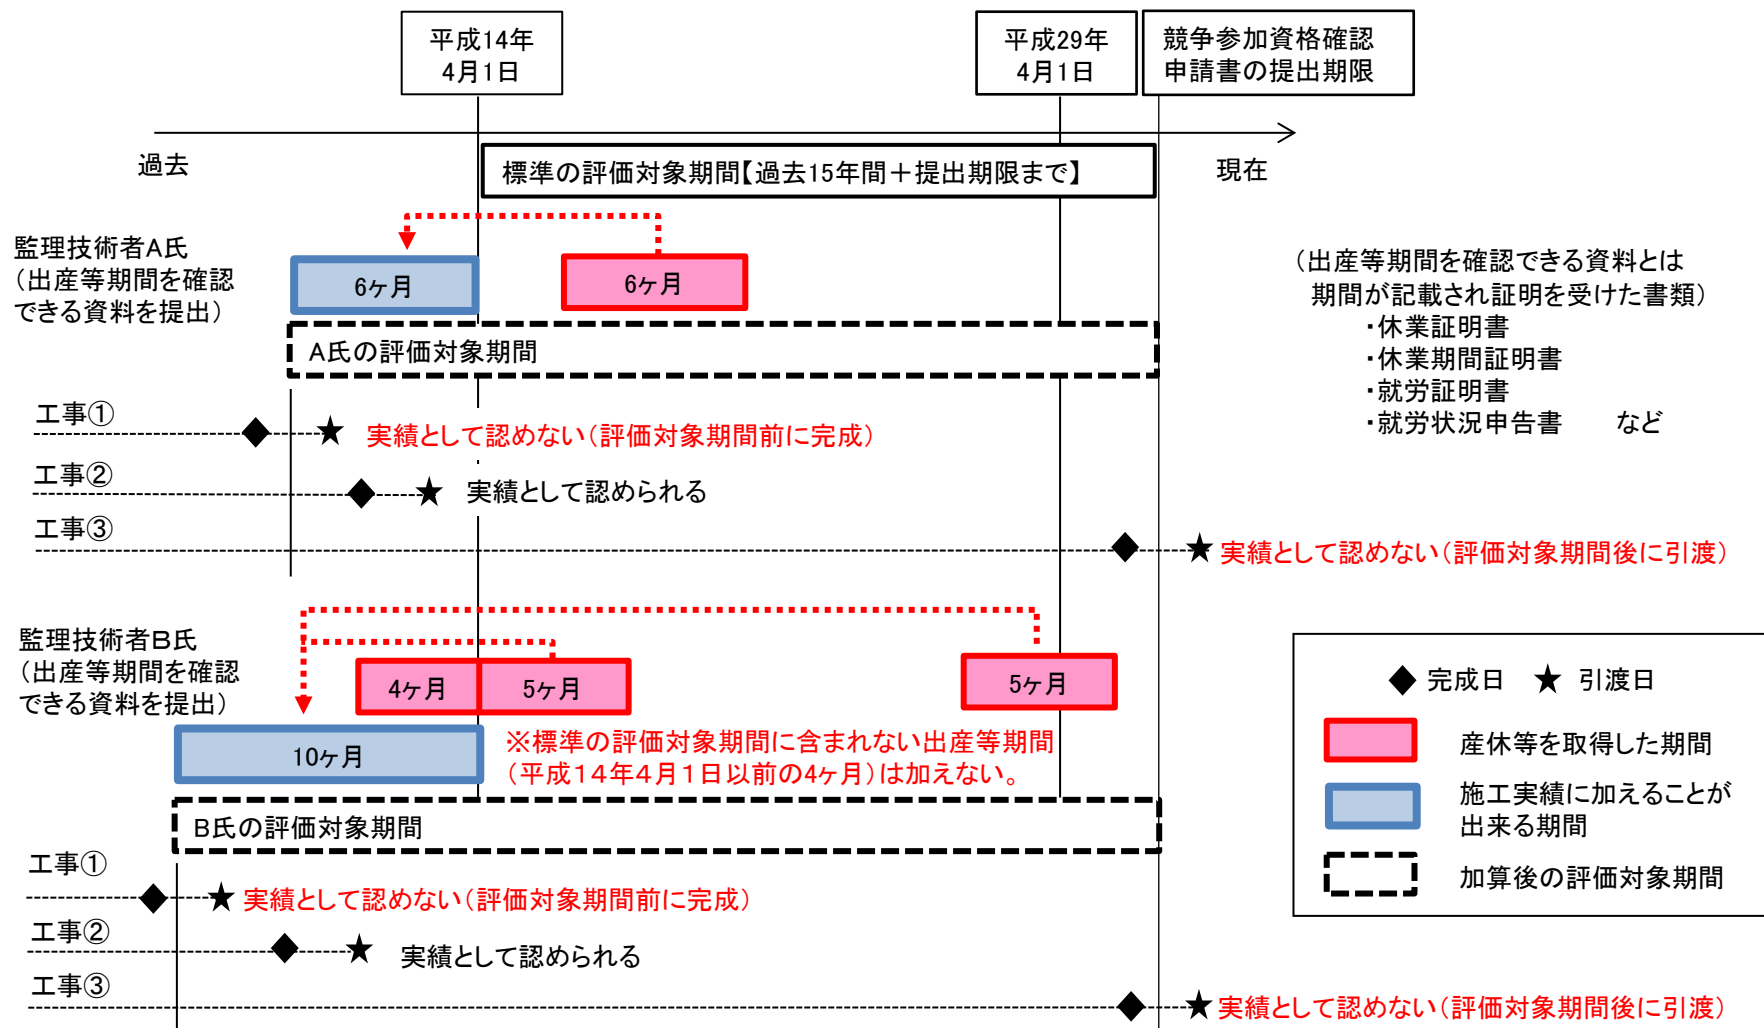 平成14年
4月1日
平成29年
4月1日
競争参加資格確認
申請書の提出期限
過去
標準の評価対象期間【過去15年間＋提出期限まで】
現在
監理技術者A氏
（出産等期間を確認
できる資料を提出）
6ヶ月
6ヶ月
（出産等期間を確認できる資料とは
期間が記載され証明を受けた書類）
・休業証明書
・休業期間証明書
・就労証明書
・就労状況申告書　　など
A氏の評価対象期間
工事①
実績として認めない（評価対象期間前に完成）
工事②
実績として認められる
工事③
実績として認めない（評価対象期間後に引渡）
監理技術者B氏
（出産等期間を確認
できる資料を提出）
4ヶ月
5ヶ月
5ヶ月
10ヶ月
※標準の評価対象期間に含まれない出産等期間
（平成１４年４月１日以前の4ヶ月）は加えない。
B氏の評価対象期間
工事①
実績として認めない（評価対象期間前に完成）
工事②
実績として認められる
工事③
実績として認めない（評価対象期間後に引渡）
◆ 完成日　★ 引渡日
産休等を取得した期間
施工実績に加えることが
出来る期間
加算後の評価対象期間